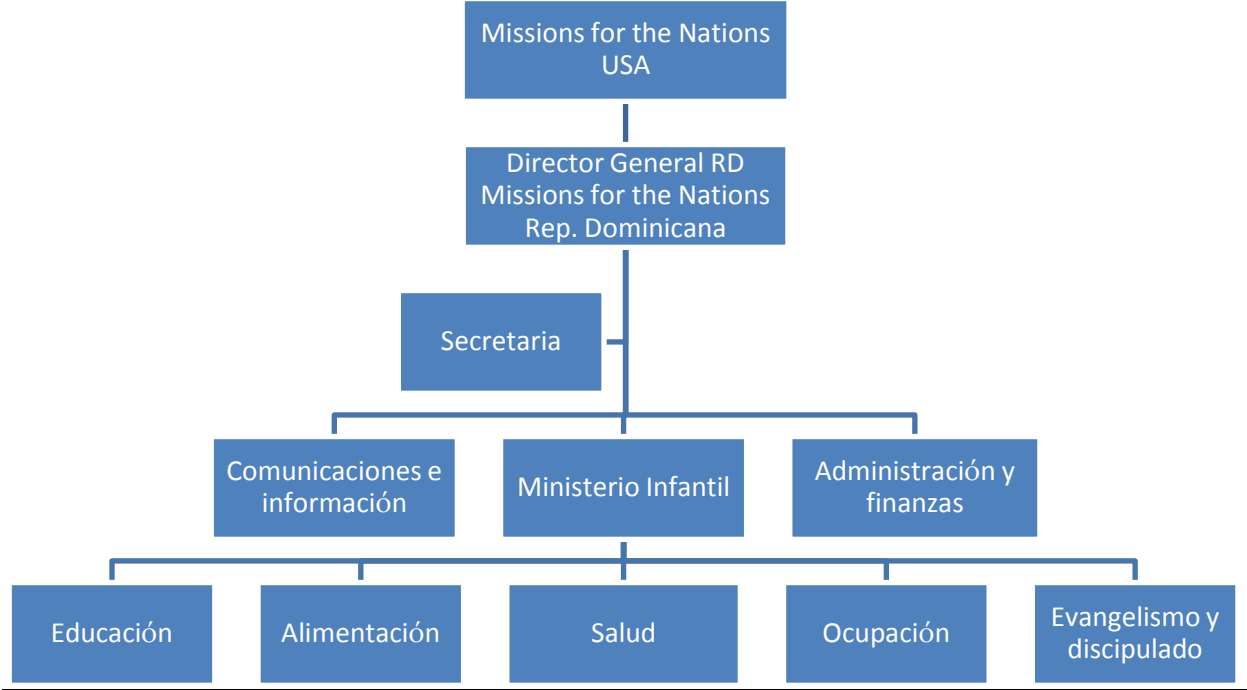 Missions for the Nations
USA
Director General RD
Missions for the Nations
Rep. Dominicana
Secretaria
Comunicaciones e
información
Ministerio Infantil
Administración y
finanzas
Educación
Alimentación
Salud
Ocupación
Evangelismo y
discipulado